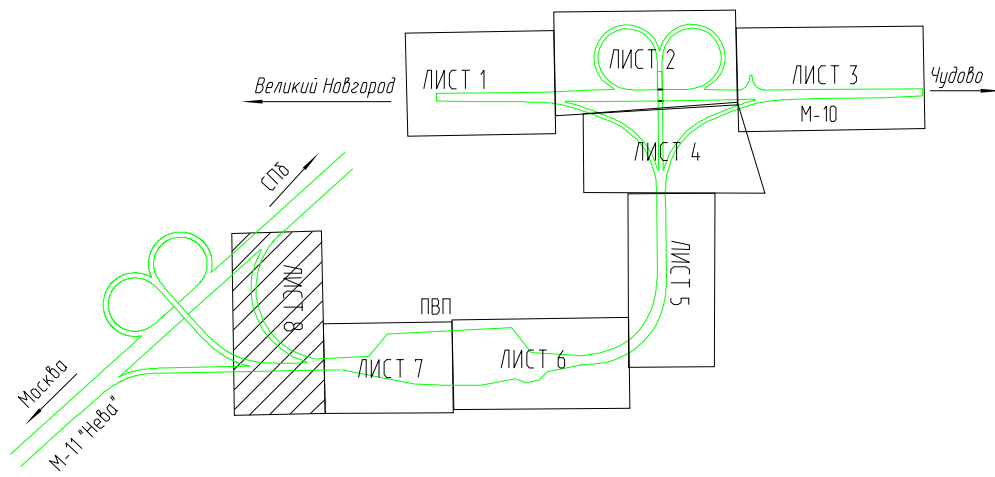 ЛИСТ 1
ЛИСТ 2
ЛИСТ 3
Великий Новгород
Чудово
М-10
ЛИСТ 4
СПб
ЛИСТ 5
ЛИСТ 8
ПВП
ЛИСТ 7
ЛИСТ 6
Москва
М-11 "Нева"